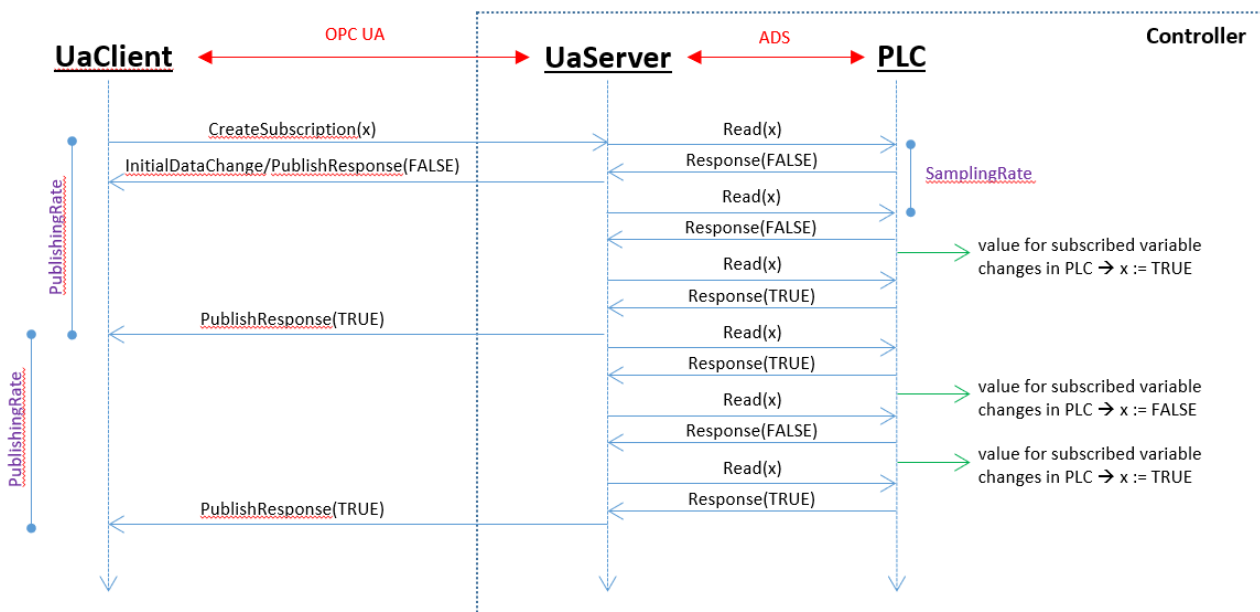 OPC UA
ADS
Controller
UaClient
UaServer
PLC
CreateSubscription(x)
Read(x)
InitialDataChange/PublishResponse(FALSE)
Response(FALSE)
SamplingRate
PublishingRate
Read(x)
Response(FALSE)
value for subscribed variable
changes in PLC → x := TRUE
Read(x)
Response(TRUE)
PublishResponse(TRUE)
Read(x)
Response(TRUE)
PublishingRate
value for subscribed variable
changes in PLC → x := FALSE
Read(x)
Response(FALSE)
value for subscribed variable
changes in PLC → x := TRUE
Read(x)
Response(TRUE)
PublishResponse(TRUE)